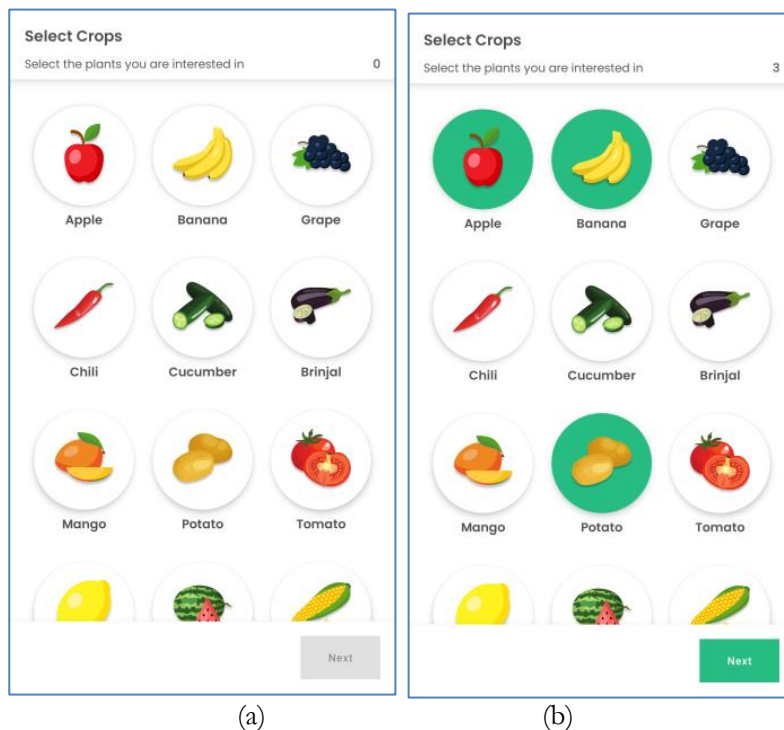 Select Crops
Select the plants you are interested in 0
Apple Banana Grape
Chili Cucumber Brinjal
Mango Potato Tomato
Next
(a)
Select Crops
Select the plants you are interested in 3
Apple Banana Grape
Chili Cucumber Brinjal
Mango Potato Tomato
Next
(b)